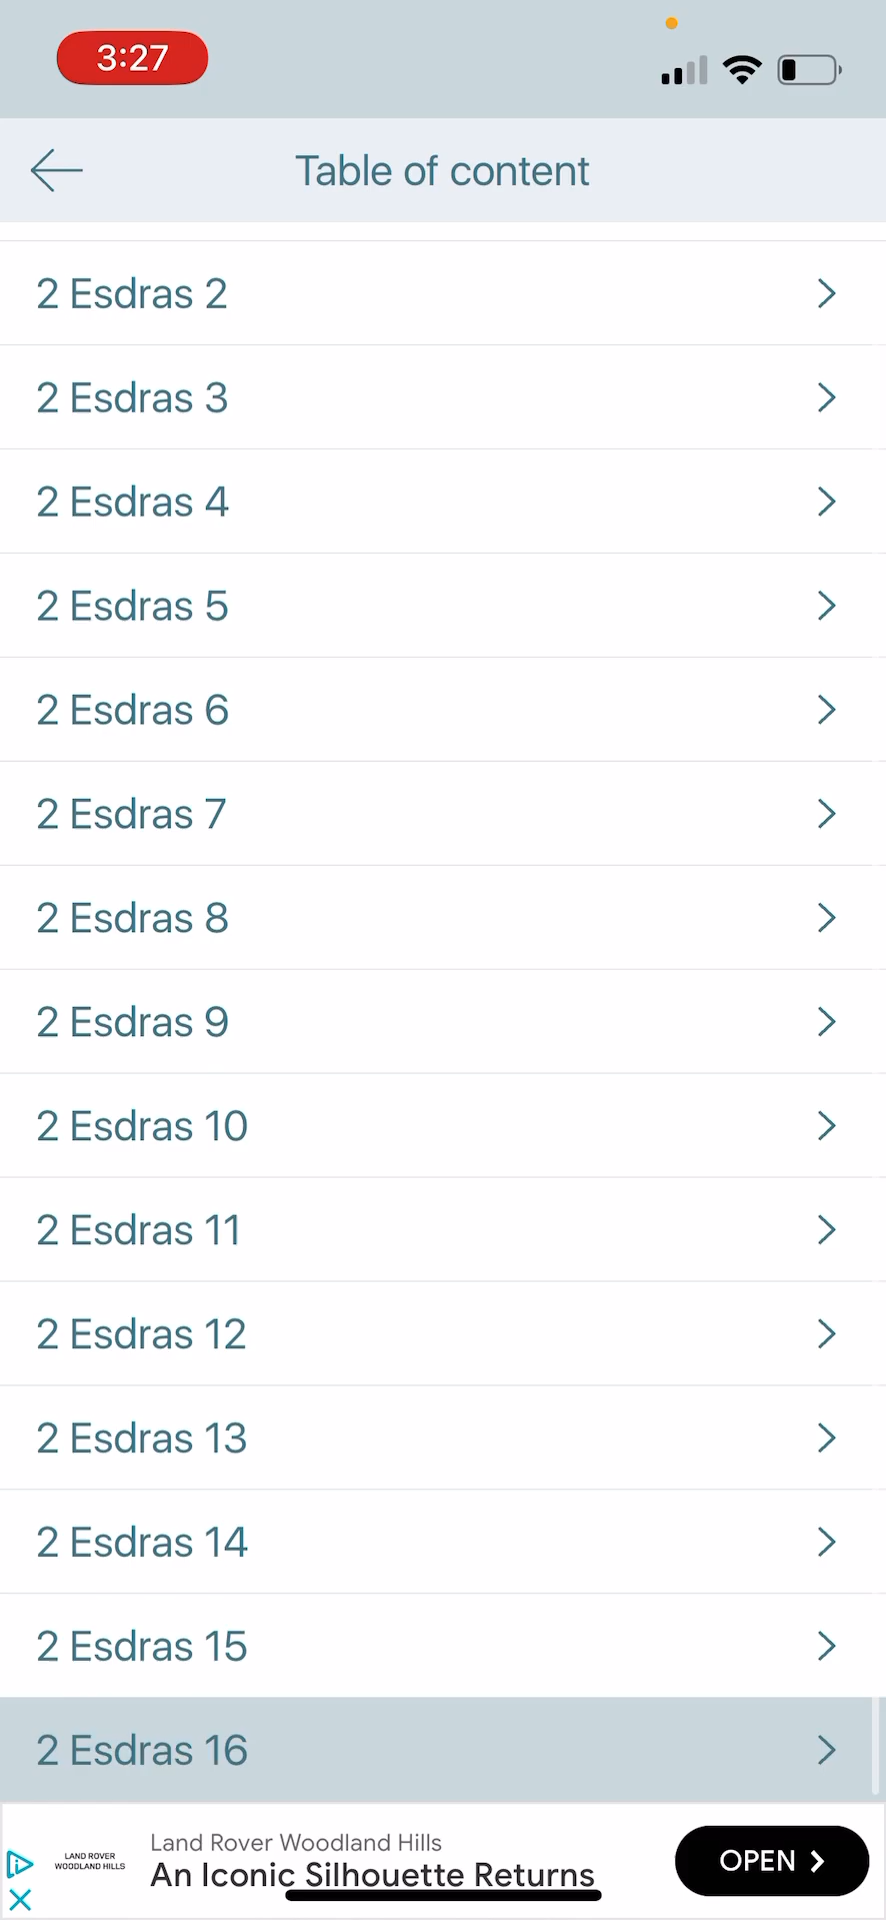 3:27
Table of content
2 Esdras 2
2 Esdras 3
2 Esdras 4
2 Esdras 5
2 Esdras 6
2 Esdras 7
2 Esdras 8
2 Esdras 9
2 Esdras 10
2 Esdras 11
2 Esdras 12
2 Esdras 13
2 Esdras 14
2 Esdras 15
2 Esdras 16
LAND ROVER
WOODLAND HILLS
Land Rover Woodland Hills
An Iconic Silhouette Returns
OPEN